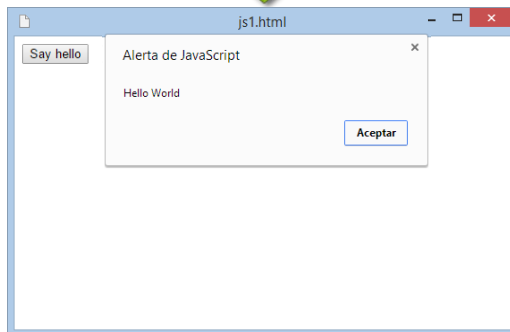 js1.html
Say hello
Alerta de JavaScript
Hello World
Aceptar